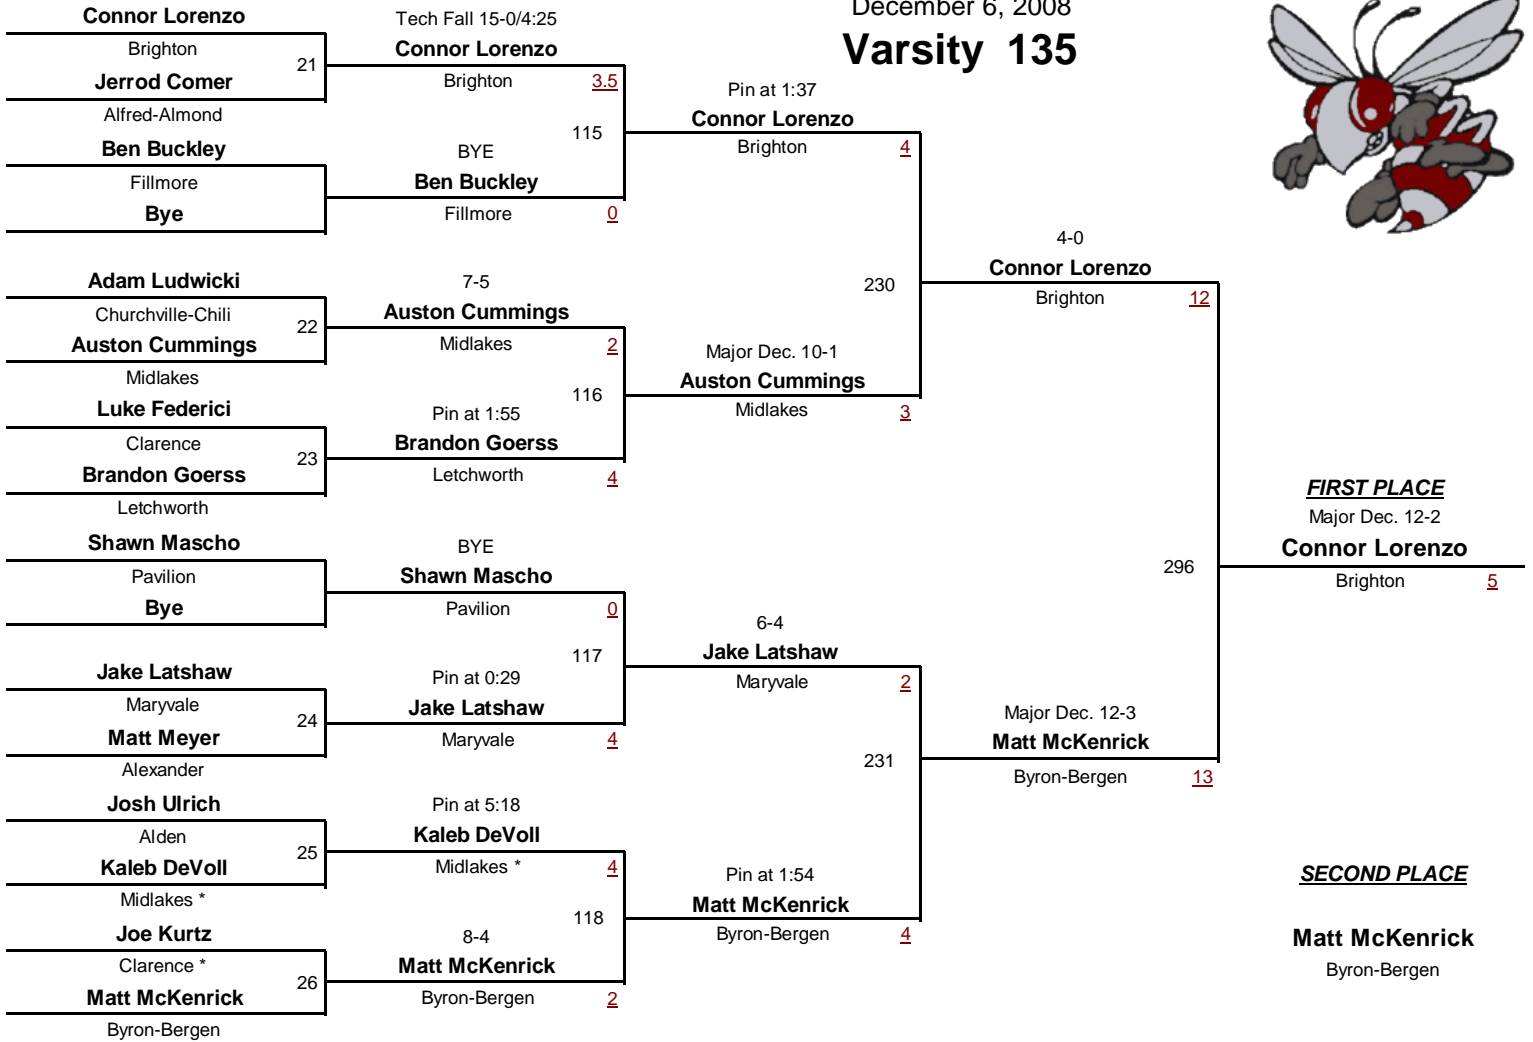 December 6, 2008
Varsity 135
Connor Lorenzo
Brighton
21
Jerrod Comer
Alfred-Almond
Ben Buckley
Fillmore
Bye
Adam Ludwicki
Churchville-Chili
22
Auston Cummings
Midlakes
Luke Federici
Clarence
23
Brandon Goerss
Letchworth
Shawn Mascho
Pavilion
Bye
Jake Latshaw
Maryvale
24
Matt Meyer
Alexander
Josh Ulrich
Alden
25
Kaleb DeVoll
Midlakes *
Joe Kurtz
Clarence *
26
Matt McKenrick
Byron-Bergen
Tech Fall 15-0/4:25
Connor Lorenzo
Brighton 3.5
115
BYE
Ben Buckley
Fillmore 0
7-5
Auston Cummings
Midlakes 2
116
Pin at 1:55
Brandon Goerss
Letchworth 4
BYE
Shawn Mascho
Pavilion 0
117
Pin at 0:29
Jake Latshaw
Maryvale 4
Pin at 5:18
Kaleb DeVoll
Midlakes * 4
118
8-4
Matt McKenrick
Byron-Bergen 2
Pin at 1:37
Connor Lorenzo
Brighton 4
230
Major Dec. 10-1
Auston Cummings
Midlakes 3
6-4
Jake Latshaw
Maryvale 2
231
Pin at 1:54
Matt McKenrick
Byron-Bergen 4
4-0
Connor Lorenzo
Brighton 12
296
Major Dec. 12-3
Matt McKenrick
Byron-Bergen 13
FIRST PLACE
Major Dec. 12-2
Connor Lorenzo
Brighton 5
SECOND PLACE
Matt McKenrick
Byron-Bergen